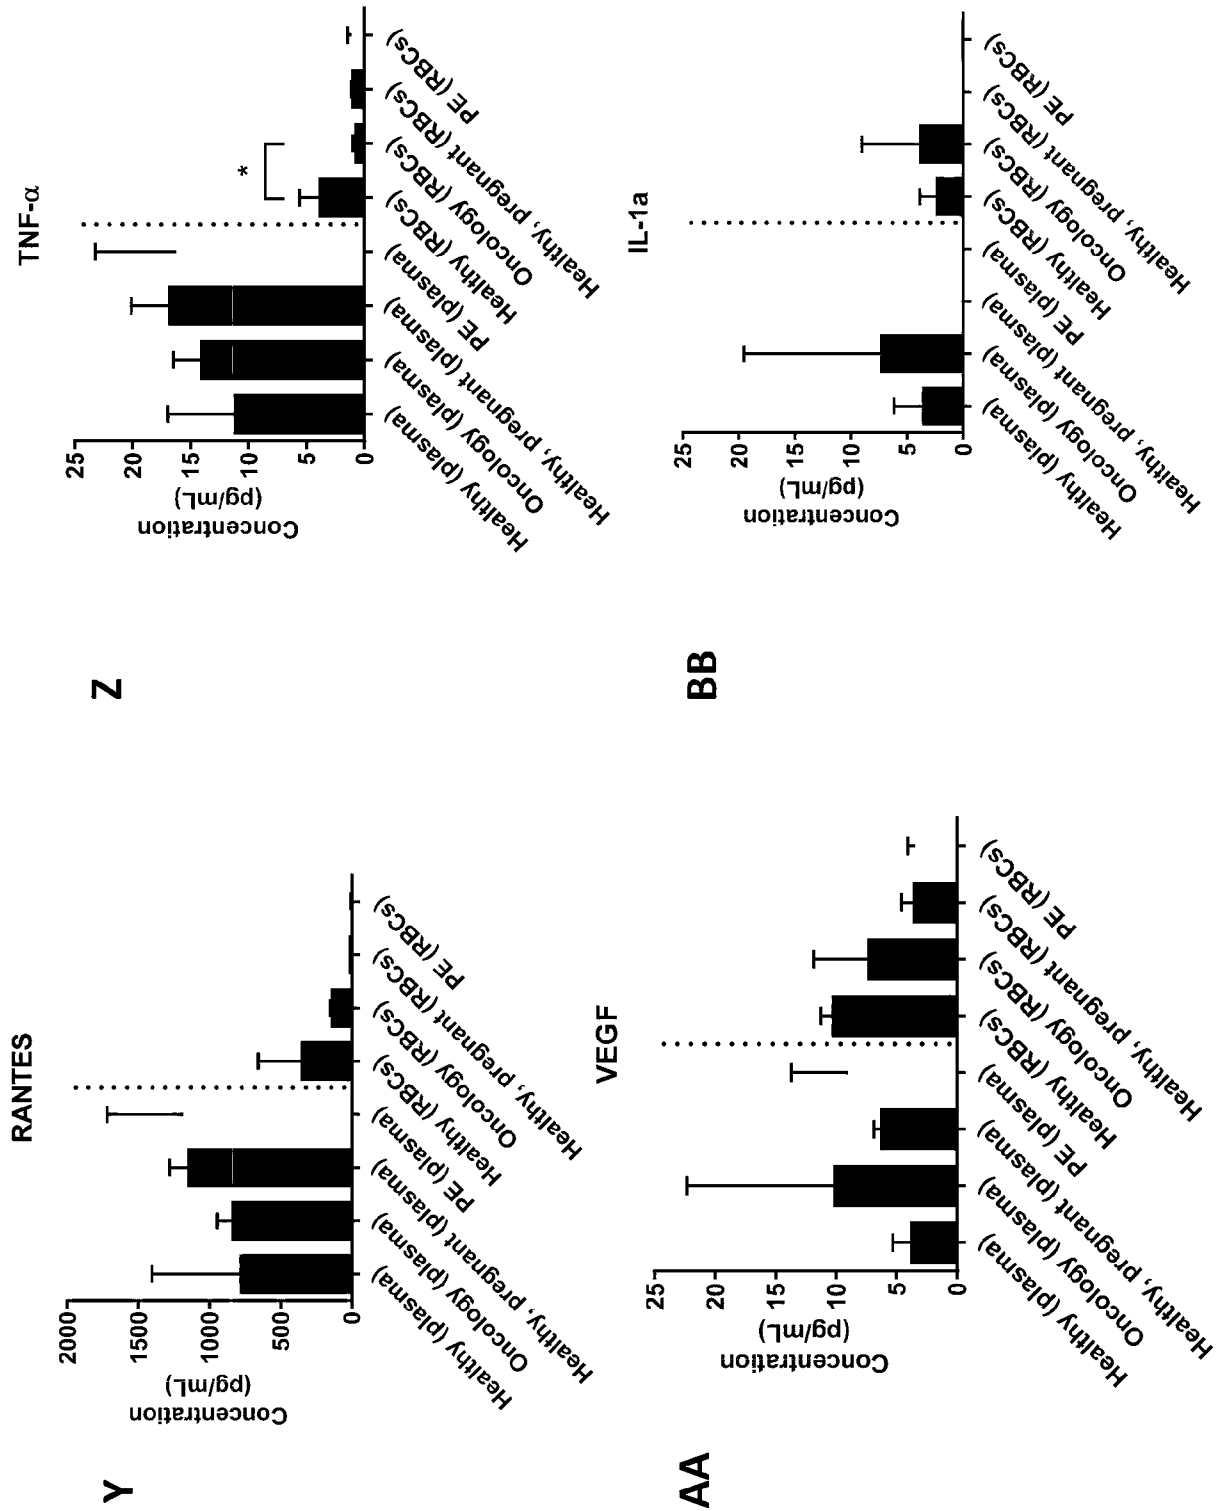 Y
RANTES
Concentration
(pg/mL)
2000
1500
1000
500
0
Healthy (plasma)
Oncology (plasma)
Healthy, pregnant (plasma)
PE (plasma)
Healthy (RBCs)
Oncology (RBCs)
Healthy, pregnant (RBCs)
PE (RBCs)
Z
TNF-α
Concentration
(pg/mL)
25
20
15
10
5
0
*
Healthy (plasma)
Oncology (plasma)
Healthy, pregnant (plasma)
PE (plasma)
Healthy (RBCs)
Oncology (RBCs)
Healthy, pregnant (RBCs)
PE (RBCs)
AA
VEGF
Concentration
(pg/mL)
25
20
15
10
5
0
Healthy (plasma)
Oncology (plasma)
Healthy, pregnant (plasma)
PE (plasma)
Healthy (RBCs)
Oncology (RBCs)
Healthy, pregnant (RBCs)
PE (RBCs)
BB
IL-1a
Concentration
(pg/mL)
25
20
15
10
5
0
Healthy (plasma)
Oncology (plasma)
Healthy, pregnant (plasma)
PE (plasma)
Healthy (RBCs)
Oncology (RBCs)
Healthy, pregnant (RBCs)
PE (RBCs)